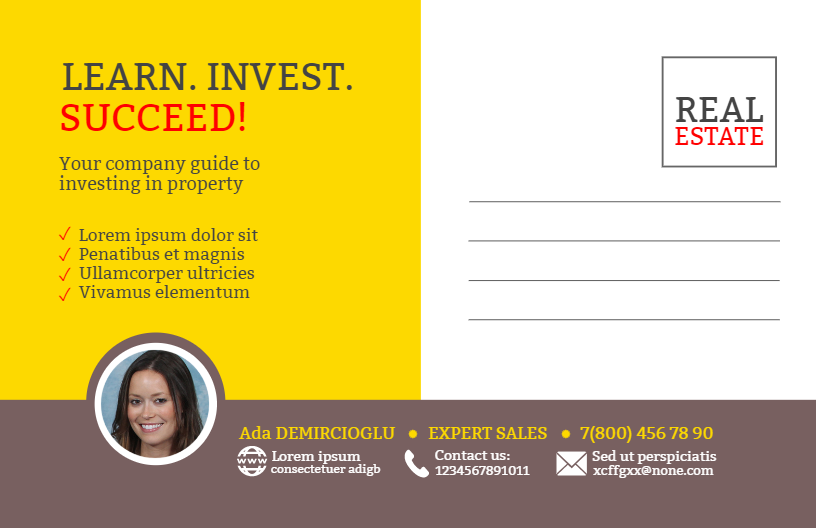 LEARN. INVEST.
SUCCEED!
Your company guide to
investing in property
Lorem ipsum dolor sit
Penatibus et magnis
Ullamcorper ultricies
Vivamus elementum
REAL
ESTATE
Ada DEMIRCIOGLU ● EXPERT SALES ● 7(800) 456 78 90
www
Lorem ipsum
consectetuer adigb
Contact us:
1234567891011
Sed ut perspiciatis
xcffgxx@none.com